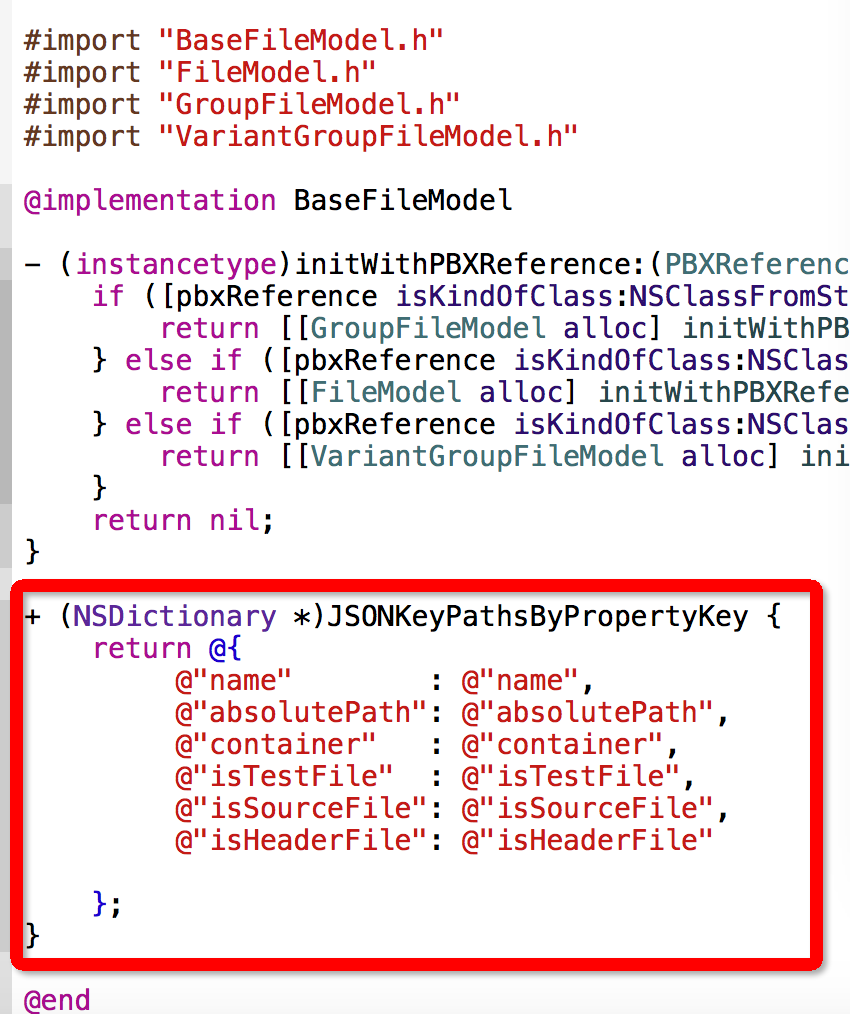 #import "BaseFileModel.h"
#import "FileModel.h"
#import "GroupFileModel.h"
#import "VariantGroupFileModel.h"
@implementation BaseFileModel
- (instancetype)initWithPBXReference:(PBXReferenc
if ([pbxReference isKindOfClass:NSClassFromSt
return [[GroupFileModel alloc] initWithPB
} else if ([pbxReference isKindOfClass:NSClas
return [[FileModel alloc] initWithPBXRefe
} else if ([pbxReference isKindOfClass:NSClas
return [[VariantGroupFileModel alloc] ini
}
return nil;
}
+ (NSDictionary *)JSONKeyPathsByPropertyKey {
return @{
@"name" : @"name",
@"absolutePath": @"absolutePath",
@"container" : @"container",
@"isTestFile" : @"isTestFile",
@"isSourceFile": @"isSourceFile",
@"isHeaderFile": @"isHeaderFile"
};
}
@end